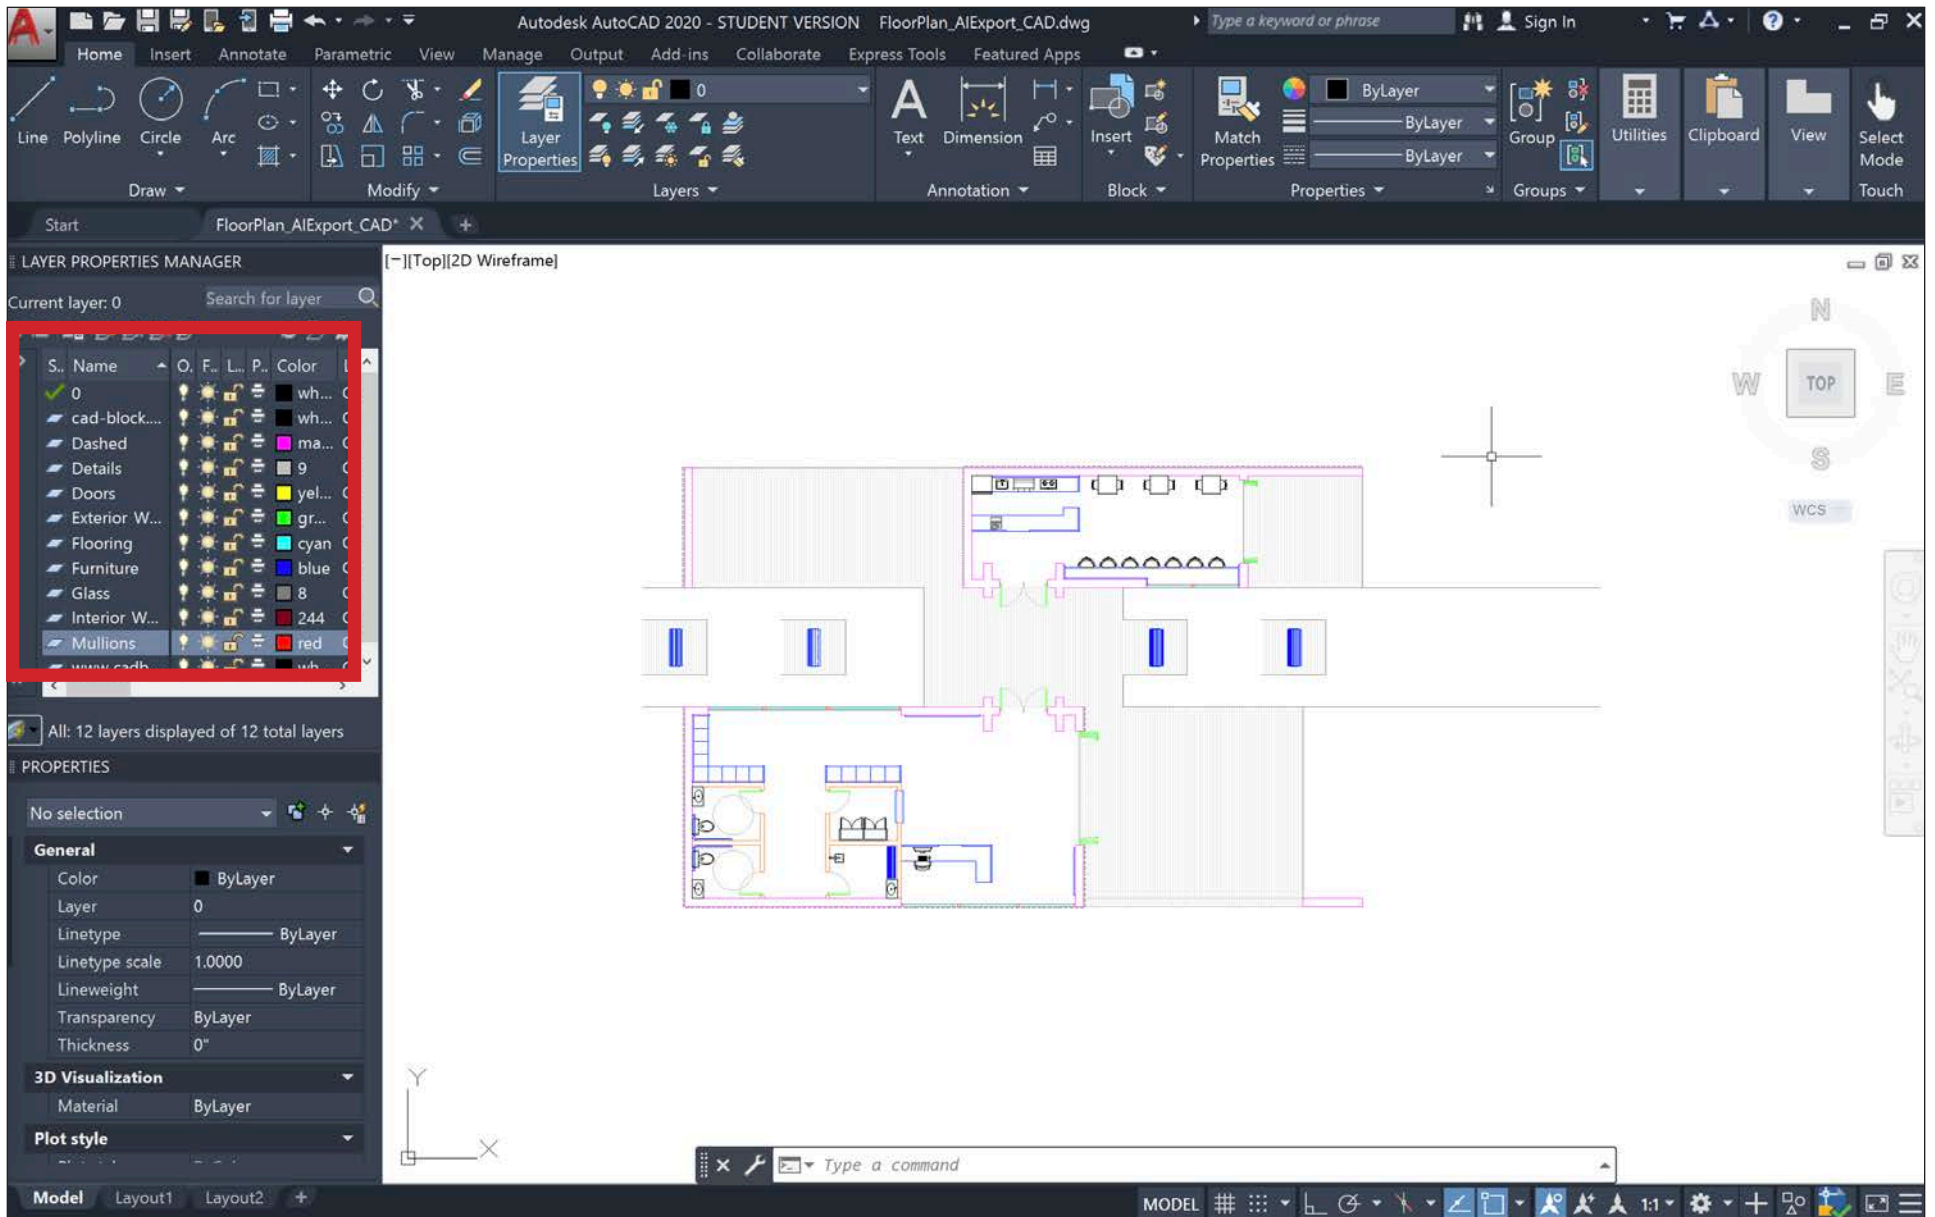 Autodesk AutoCAD 2020 - STUDENT VERSION FloorPlan_AIExport_CAD.dwg
Type a keyword or phrase
Sign In
Home Insert Annotate Parametric View Manage Output Add-ins Collaborate Express Tools Featured Apps
Line Polyline Circle Arc
Draw
Modify
Layer Properties
0
Layers
Text Dimension
Annotation
Insert
Block
Match Properties
ByLayer
ByLayer
ByLayer
Properties
Group
Groups
Utilities
Clipboard
View
Select Mode
Touch
Start FloorPlan_AIExport_CAD*
LAYER PROPERTIES MANAGER
Current layer: 0 Search for layer
S.. Name O. F.. L... P.. Color L
0 wh... C
cad-block.... wh... C
Dashed ma... C
Details 9 C
Doors yel... C
Exterior W... gr... C
Flooring cyan C
Furniture blue C
Glass 8 C
Interior W... 244 C
Mullions red C
All: 12 layers displayed of 12 total layers
PROPERTIES
No selection
General
Color ByLayer
Layer 0
Linetype ByLayer
Linetype scale 1.0000
Lineweight ByLayer
Transparency ByLayer
Thickness 0"
3D Visualization
Material ByLayer
Plot style
[−][Top][2D Wireframe]
N
W TOP E
S
WCS
Y
X
Type a command
Model Layout1 Layout2 +
MODEL 1:1